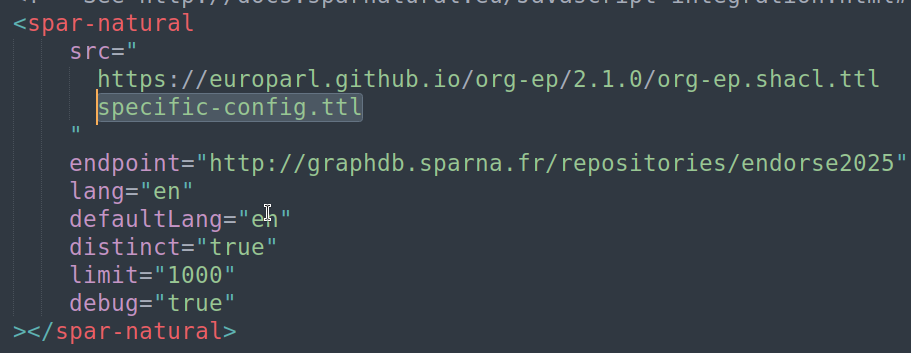 See http://docs.sparnatural.eu/Javascript-integration.html#
<spar-natural
src="
https://europarl.github.io/org-ep/2.1.0/org-ep.shacl.ttl
specific-config.ttl
"
endpoint="http://graphdb.sparna.fr/repositories/endorse2025"
lang="en"
defaultLang="en"
distinct="true"
limit="1000"
debug="true"
></spar-natural>